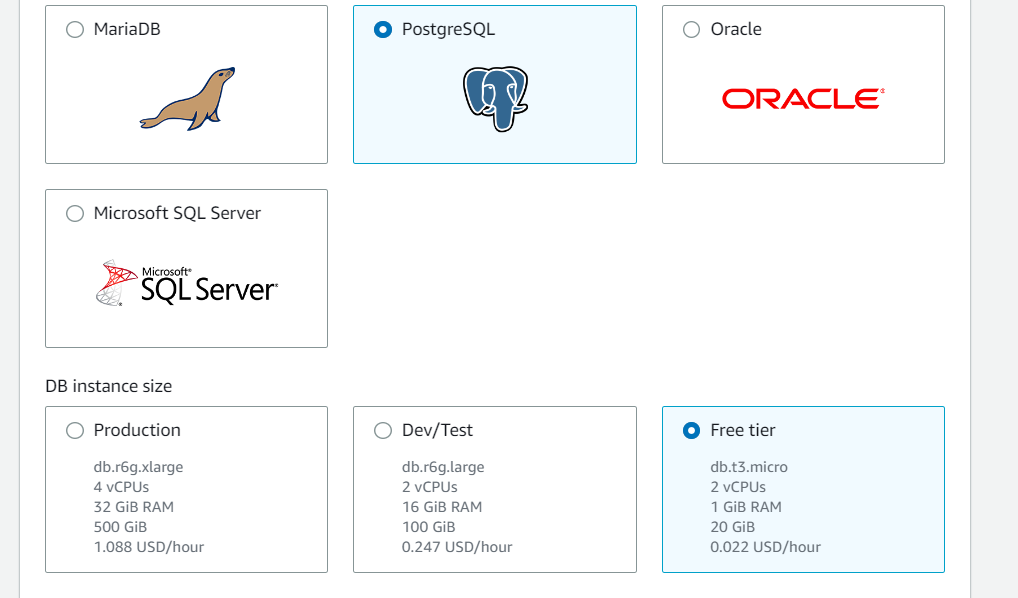 MariaDB
PostgreSQL
Oracle
ORACLE®
Microsoft SQL Server
Microsoft®
SQL Server®
DB instance size
Production
db.r6g.xlarge
4 vCPUs
32 GiB RAM
500 GiB
1.088 USD/hour
Dev/Test
db.r6g.large
2 vCPUs
16 GiB RAM
100 GiB
0.247 USD/hour
Free tier
db.t3.micro
2 vCPUs
1 GiB RAM
20 GiB
0.022 USD/hour